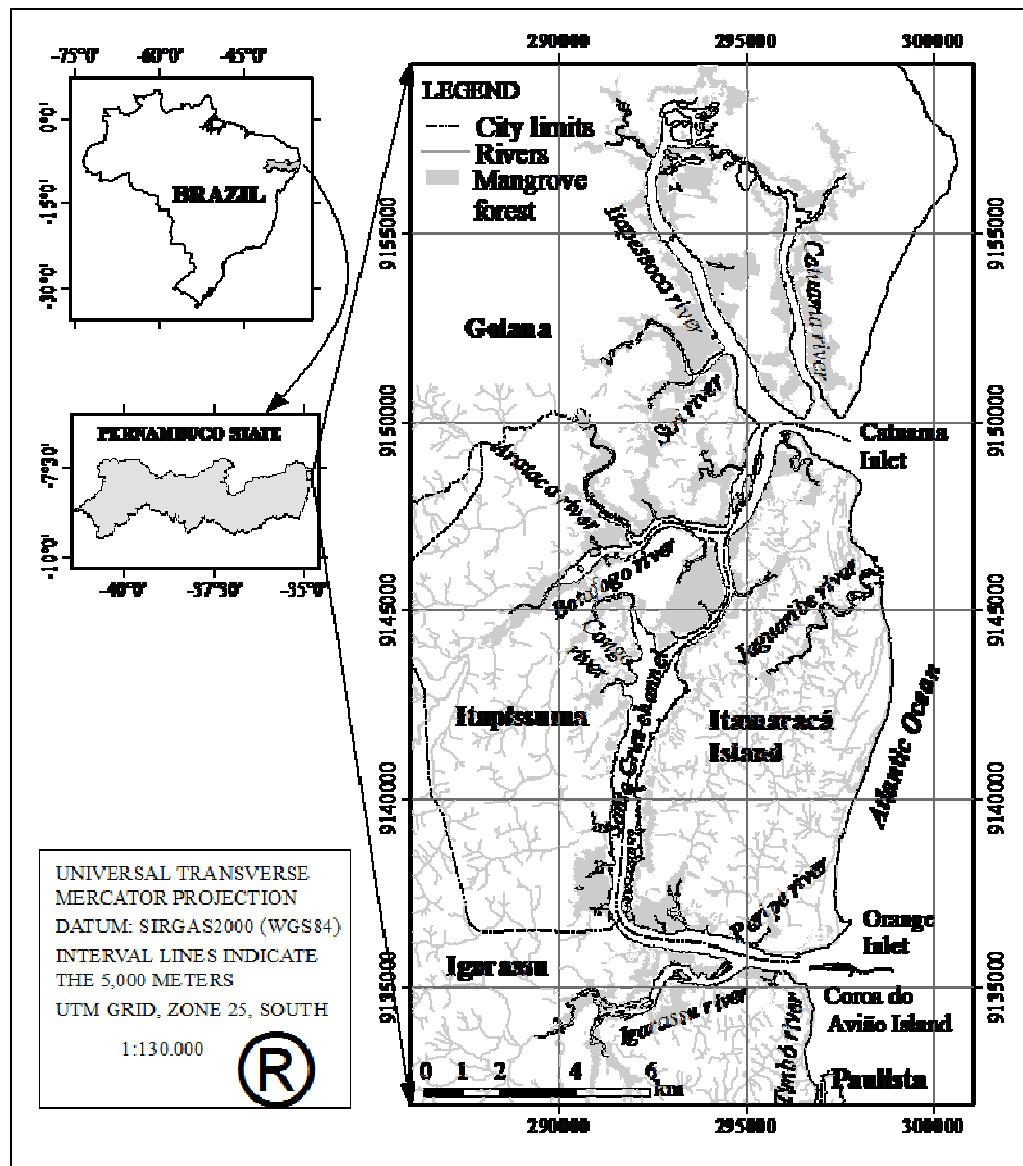 -75°0'
-60°0'
-45°0'
0°0'
-15°0'
-30°0'
BRAZIL
PERNAMBUCO STATE
-7°30'
-10°0'
-40°0'
-37°30'
-35°0'
UNIVERSAL TRANSVERSE
MERCATOR PROJECTION
DATUM: SIRGAS2000 (WGS84)
INTERVAL LINES INDICATE
THE 5,000 METERS
UTM GRID, ZONE 25, SOUTH
1:130.000
R
290000
295000
300000
LEGEND
City limits
Rivers
Mangrove
forest
9155000
9155000
Itapessoca river
Catuama river
Goiana
Siri river
9150000
9150000
Catuama
Inlet
Arataca river
Botafogo river
Congo
river
Jaguaribe river
9145000
9145000
Itapissuma
Santa Cruz channel
Itamaracá
Island
Atlantic Ocean
9140000
9140000
Paripe river
Orange
Inlet
Igarassu
9135000
9135000
Igarassu river
Coroa do
Avião Island
Timbó river
Paulista
0 1 2 4 6
km
290000
295000
300000